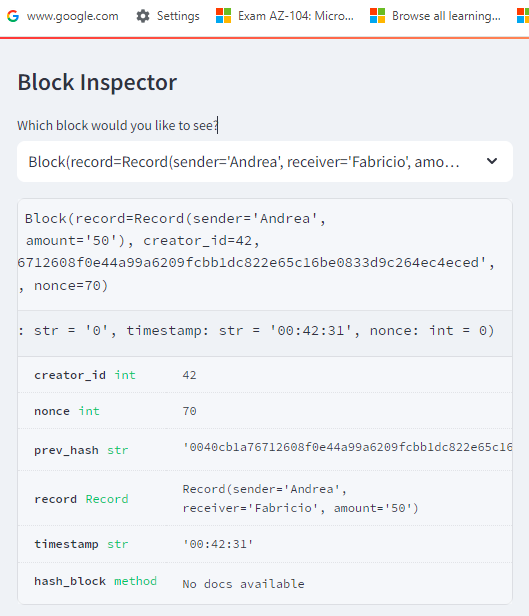 www.google.com Settings Exam AZ-104: Micro... Browse all learning...
Block Inspector
Which block would you like to see?
Block(record=Record(sender='Andrea', receiver='Fabricio', amo...
Block(record=Record(sender='Andrea',
amount='50'), creator_id=42,
6712608f0e44a99a6209fcbb1dc822e65c16be0833d9c264ec4eced',
, nonce=70)
: str = '0', timestamp: str = '00:42:31', nonce: int = 0)
creator_id int 42
nonce int 70
prev_hash str '0040cb1a76712608f0e44a99a6209fcbb1dc822e65c16
record Record Record(sender='Andrea',
receiver='Fabricio', amount='50')
timestamp str '00:42:31'
hash_block method No docs available